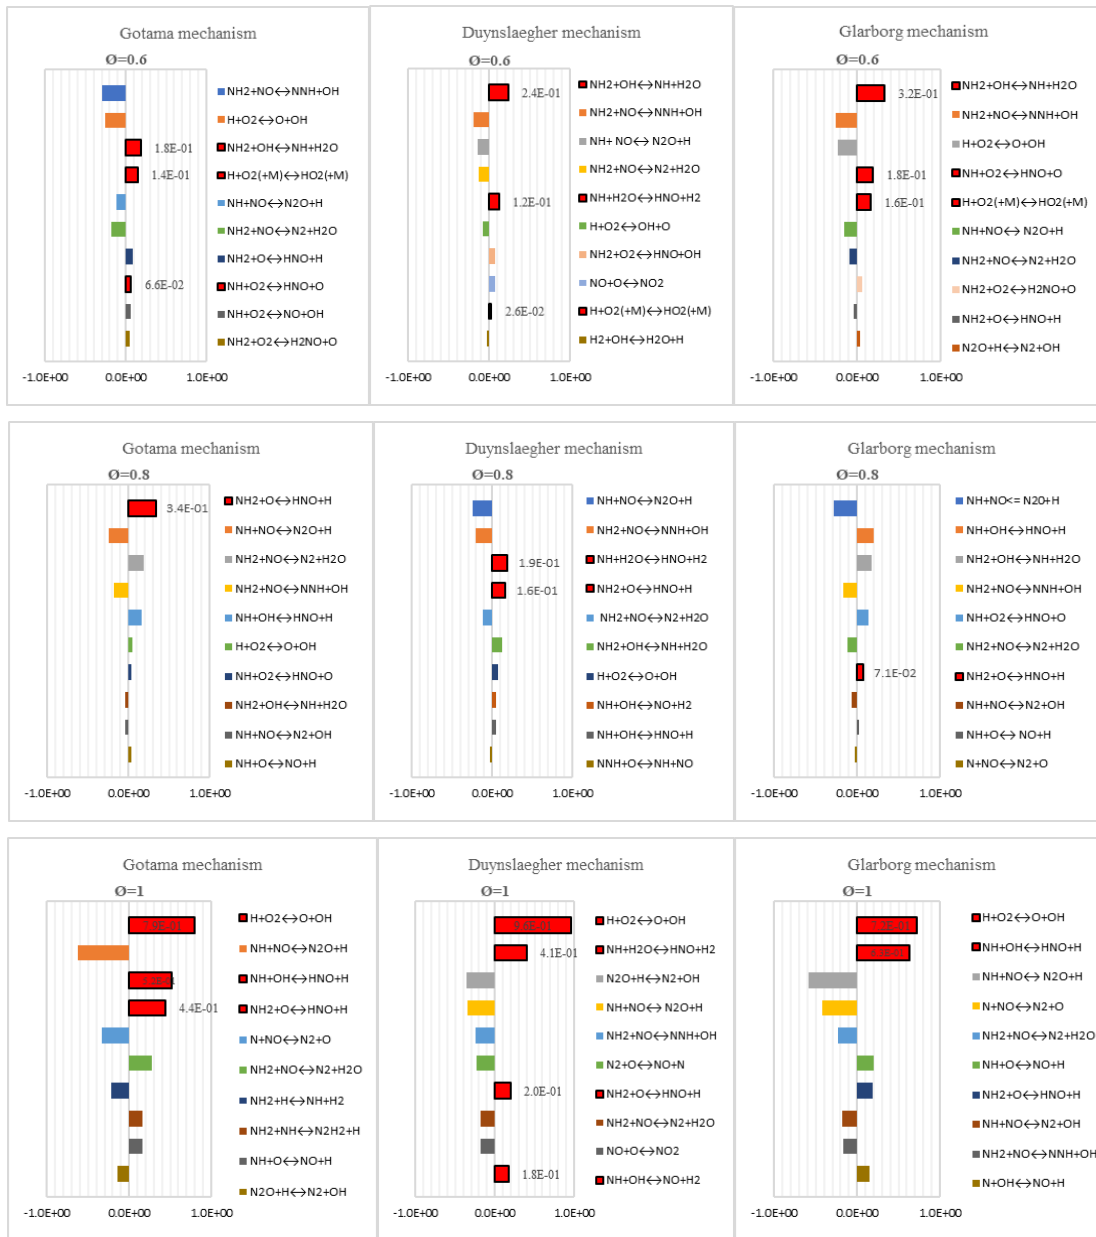 Gotama mechanism
Ø=0.6
NH2+NO↔NNH+OH
H+O2↔O+OH
NH2+OH↔NH+H2O
H+O2(+M)↔HO2(+M)
NH+NO↔N2O+H
NH2+NO↔N2+H2O
NH2+O↔HNO+H
NH+O2↔HNO+O
NH+O2↔NO+OH
NH2+O2↔H2NO+O
1.8E-01
1.4E-01
6.6E-02
-1.0E+00 0.0E+00 1.0E+00
Duynslaegher mechanism
Ø=0.6
NH2+OH↔NH+H2O
NH2+NO↔NNH+OH
NH+ NO↔ N2O+H
NH2+NO↔N2+H2O
NH+H2O↔HNO+H2
H+O2↔OH+O
NH2+O2↔HNO+OH
NO+O↔NO2
H+O2(+M)↔HO2(+M)
H2+OH↔H2O+H
2.4E-01
1.2E-01
2.6E-02
-1.0E+00 0.0E+00 1.0E+00
Glarborg mechanism
Ø=0.6
NH2+OH↔NH+H2O
NH2+NO↔NNH+OH
H+O2↔O+OH
NH+O2↔HNO+O
H+O2(+M)↔HO2(+M)
NH+NO↔ N2O+H
NH2+NO↔N2+H2O
NH2+O2↔H2NO+O
NH2+O↔HNO+H
N2O+H↔N2+OH
3.2E-01
1.8E-01
1.6E-01
-1.0E+00 0.0E+00 1.0E+00
Gotama mechanism
Ø=0.8
NH2+O↔HNO+H
NH+NO↔N2O+H
NH2+NO↔N2+H2O
NH2+NO↔NNH+OH
NH+OH↔HNO+H
H+O2↔O+OH
NH+O2↔HNO+O
NH2+OH↔NH+H2O
NH+NO↔N2+OH
NH+O↔NO+H
3.4E-01
-1.0E+00 0.0E+00 1.0E+00
Duynslaegher mechanism
Ø=0.8
NH+NO↔N2O+H
NH2+NO↔NNH+OH
NH+H2O↔HNO+H2
NH2+O↔HNO+H
NH2+NO↔N2+H2O
NH2+OH↔NH+H2O
H+O2↔O+OH
NH+OH↔NO+H2
NH+OH↔HNO+H
NNH+O↔NH+NO
1.9E-01
1.6E-01
-1.0E+00 0.0E+00 1.0E+00
Glarborg mechanism
Ø=0.8
NH+NO<= N2O+H
NH+OH↔HNO+H
NH2+OH↔NH+H2O
NH2+NO↔NNH+OH
NH+O2↔HNO+O
NH2+NO↔N2+H2O
NH2+O↔HNO+H
NH+NO↔N2+OH
NH+O↔ NO+H
N+NO↔N2+O
7.1E-02
-1.0E+00 0.0E+00 1.0E+00
Gotama mechanism
Ø=1
H+O2↔O+OH
NH+NO↔N2O+H
NH+OH↔HNO+H
NH2+O↔HNO+H
N+NO↔N2+O
NH2+NO↔N2+H2O
NH2+H↔NH+H2
NH2+NH↔N2H2+H
NH+O↔NO+H
N2O+H↔N2+OH
7.9E-01
4.4E-01
-1.0E+00 0.0E+00 1.0E+00
Duynslaegher mechanism
Ø=1
H+O2↔O+OH
NH+H2O↔HNO+H2
N2O+H↔N2+OH
NH+NO↔ N2O+H
NH2+NO↔NNH+OH
N2+O↔NO+N
NH2+O↔HNO+H
NH2+NO↔N2+H2O
NO+O↔NO2
NH+OH↔NO+H2
9.6E-01
4.1E-01
2.0E-01
1.8E-01
-1.0E+00 0.0E+00 1.0E+00
Glarborg mechanism
Ø=1
H+O2↔O+OH
NH+OH↔HNO+H
NH+NO↔ N2O+H
N+NO↔N2+O
NH2+NO↔N2+H2O
NH+O↔NO+H
NH2+O↔HNO+H
NH+NO↔N2+OH
NH2+NO↔NNH+OH
N+OH↔NO+H
-1.0E+00 0.0E+00 1.0E+00